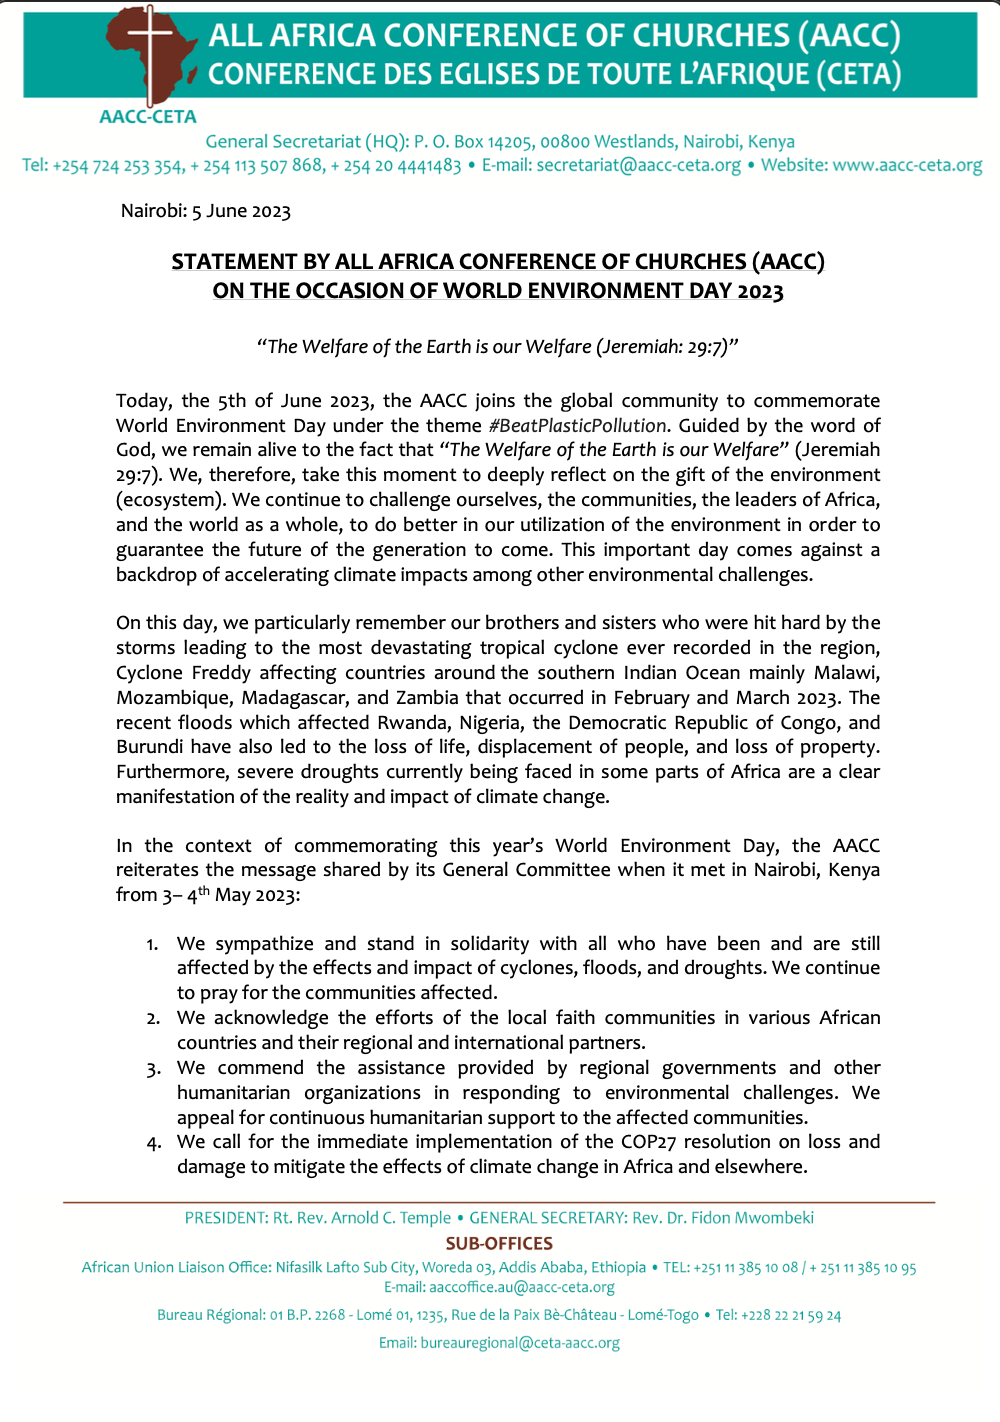 ALL AFRICA CONFERENCE OF CHURCHES (AACC)
CONFERENCE DES EGLISES DE TOUTE L’AFRIQUE (CETA)
AACC-CETA
General Secretariat (HQ): P. O. Box 14205, 00800 Westlands, Nairobi, Kenya
Tel: +254 724 253 354, + 254 113 507 868, + 254 20 4441483 • E-mail: secretariat@aacc-ceta.org • Website: www.aacc-ceta.org
Nairobi: 5 June 2023
STATEMENT BY ALL AFRICA CONFERENCE OF CHURCHES (AACC)
ON THE OCCASION OF WORLD ENVIRONMENT DAY 2023
“The Welfare of the Earth is our Welfare (Jeremiah: 29:7)”
Today, the 5th of June 2023, the AACC joins the global community to commemorate
World Environment Day under the theme #BeatPlasticPollution. Guided by the word of
God, we remain alive to the fact that “The Welfare of the Earth is our Welfare” (Jeremiah
29:7). We, therefore, take this moment to deeply reflect on the gift of the environment
(ecosystem). We continue to challenge ourselves, the communities, the leaders of Africa,
and the world as a whole, to do better in our utilization of the environment in order to
guarantee the future of the generation to come. This important day comes against a
backdrop of accelerating climate impacts among other environmental challenges.
On this day, we particularly remember our brothers and sisters who were hit hard by the
storms leading to the most devastating tropical cyclone ever recorded in the region,
Cyclone Freddy affecting countries around the southern Indian Ocean mainly Malawi,
Mozambique, Madagascar, and Zambia that occurred in February and March 2023. The
recent floods which affected Rwanda, Nigeria, the Democratic Republic of Congo, and
Burundi have also led to the loss of life, displacement of people, and loss of property.
Furthermore, severe droughts currently being faced in some parts of Africa are a clear
manifestation of the reality and impact of climate change.
In the context of commemorating this year’s World Environment Day, the AACC
reiterates the message shared by its General Committee when it met in Nairobi, Kenya
from 3– 4th May 2023:
1. We sympathize and stand in solidarity with all who have been and are still
affected by the effects and impact of cyclones, floods, and droughts. We continue
to pray for the communities affected.
2. We acknowledge the efforts of the local faith communities in various African
countries and their regional and international partners.
3. We commend the assistance provided by regional governments and other
humanitarian organizations in responding to environmental challenges. We
appeal for continuous humanitarian support to the affected communities.
4. We call for the immediate implementation of the COP27 resolution on loss and
damage to mitigate the effects of climate change in Africa and elsewhere.
PRESIDENT: Rt. Rev. Arnold C. Temple • GENERAL SECRETARY: Rev. Dr. Fidon Mwombeki
SUB-OFFICES
African Union Liaison Office: Nifasilk Lafto Sub City, Woreda 03, Addis Ababa, Ethiopia • TEL: +251 11 385 10 08 / + 251 11 385 10 95
E-mail: aaccoffice.au@aacc-ceta.org
Bureau Régional: 01 B.P. 2268 - Lomé 01, 1235, Rue de la Paix Bè-Château - Lomé-Togo • Tel: +228 22 21 59 24
Email: bureauregional@ceta-aacc.org